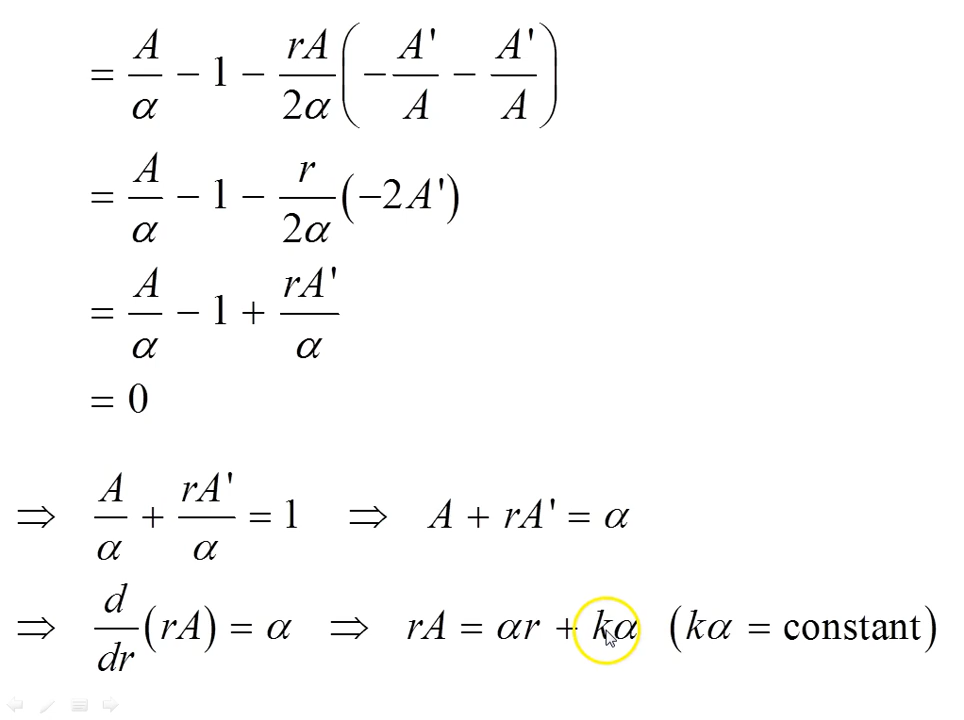 = A/α − 1 − rA/2α (− A'/A − A'/A)
= A/α − 1 − r/2α (−2A')
= A/α − 1 + rA'/α
= 0
⇒ A/α + rA'/α = 1 ⇒ A + rA' = α
⇒ d/dr (rA) = α ⇒ rA = αr + kα (kα = constant)